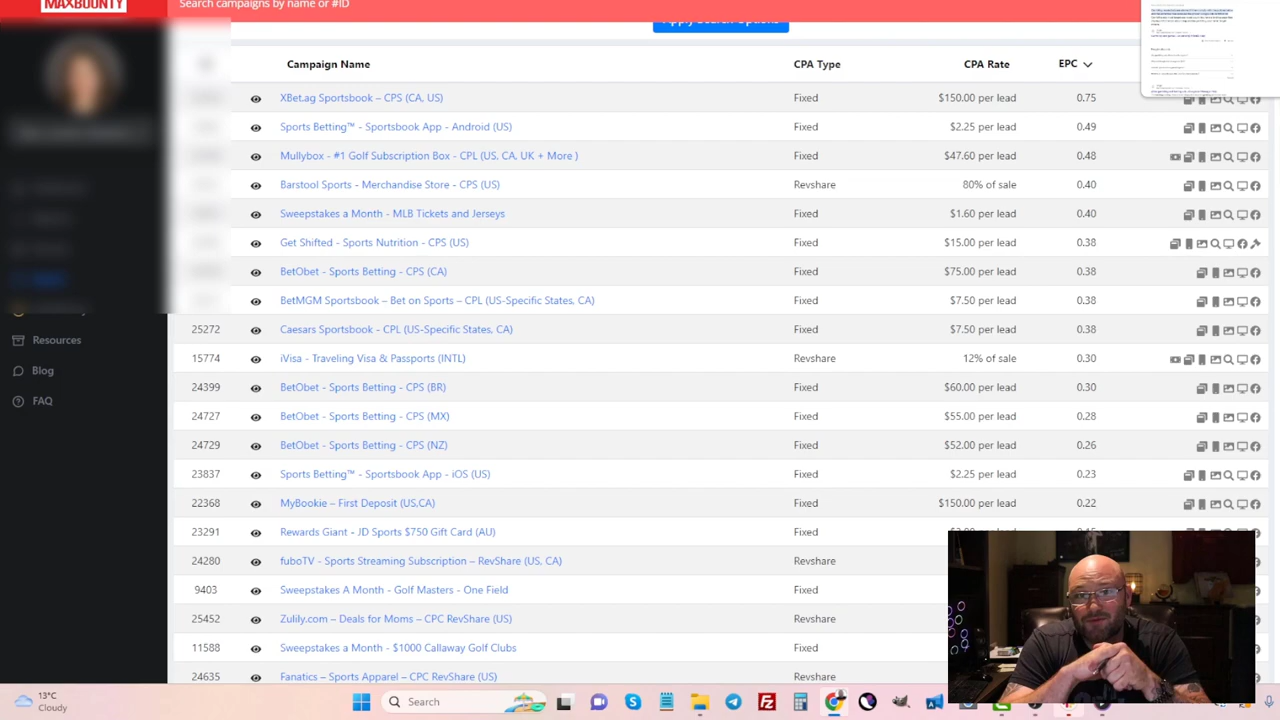 MAXBOUNTY
Search campaigns by name or #ID
Campaign Name CPA Type CPA Rate EPC
Sports Betting™ - Sportsbook App - Android (US) Fixed $2.25 per lead 0.49
Mullybox - #1 Golf Subscription Box - CPL (US, CA, UK + More ) Fixed $47.60 per lead 0.48
Barstool Sports - Merchandise Store - CPS (US) Revshare 80% of sale 0.40
Sweepstakes a Month - MLB Tickets and Jerseys Fixed $1.60 per lead 0.40
Get Shifted - Sports Nutrition - CPS (US) Fixed $15.00 per lead 0.38
BetObet - Sports Betting - CPS (CA) Fixed $75.00 per lead 0.38
BetMGM Sportsbook – Bet on Sports – CPL (US-Specific States, CA) Fixed $7.50 per lead 0.38
25272 Caesars Sportsbook - CPL (US-Specific States, CA) Fixed $7.50 per lead 0.38
Resources
15774 iVisa - Traveling Visa & Passports (INTL) Revshare 12% of sale 0.30
Blog
24399 BetObet - Sports Betting - CPS (BR) Fixed $60.00 per lead 0.30
FAQ
24727 BetObet - Sports Betting - CPS (MX) Fixed $55.00 per lead 0.28
24729 BetObet - Sports Betting - CPS (NZ) Fixed $52.00 per lead 0.26
23837 Sports Betting™ - Sportsbook App - iOS (US) Fixed $2.25 per lead 0.23
22368 MyBookie – First Deposit (US,CA) Fixed $150.00 per lead 0.22
23291 Rewards Giant - JD Sports $750 Gift Card (AU) Fixed
24280 fuboTV - Sports Streaming Subscription – RevShare (US, CA) Revshare
9403 Sweepstakes A Month - Golf Masters - One Field Fixed
25452 Zulily.com – Deals for Moms – CPC RevShare (US) Revshare
11588 Sweepstakes a Month - $1000 Callaway Golf Clubs Fixed
24635 Fanatics – Sports Apparel – CPC RevShare (US) Revshare
13°C
Cloudy
Search